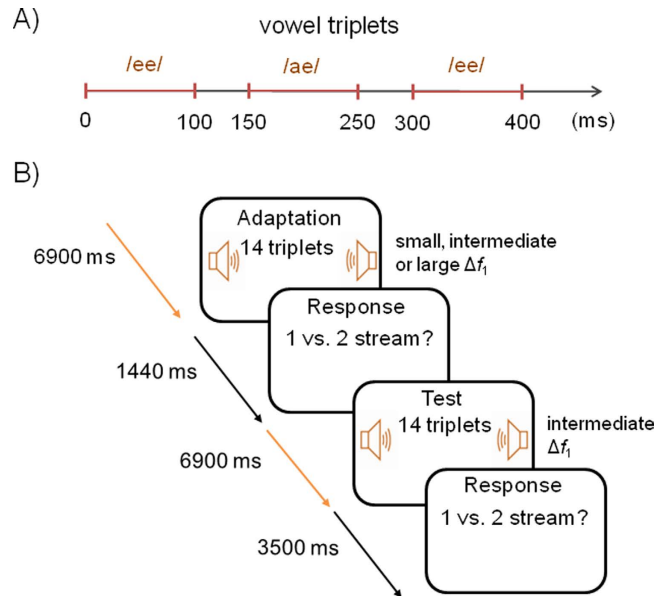 A)
vowel triplets
/ee/ /ae/ /ee/
0 100 150 250 300 400 (ms)
B)
Adaptation
14 triplets
small, intermediate
or large Δf1
6900 ms
Response
1 vs. 2 stream?
1440 ms
Test
14 triplets
intermediate
Δf1
6900 ms
Response
1 vs. 2 stream?
3500 ms